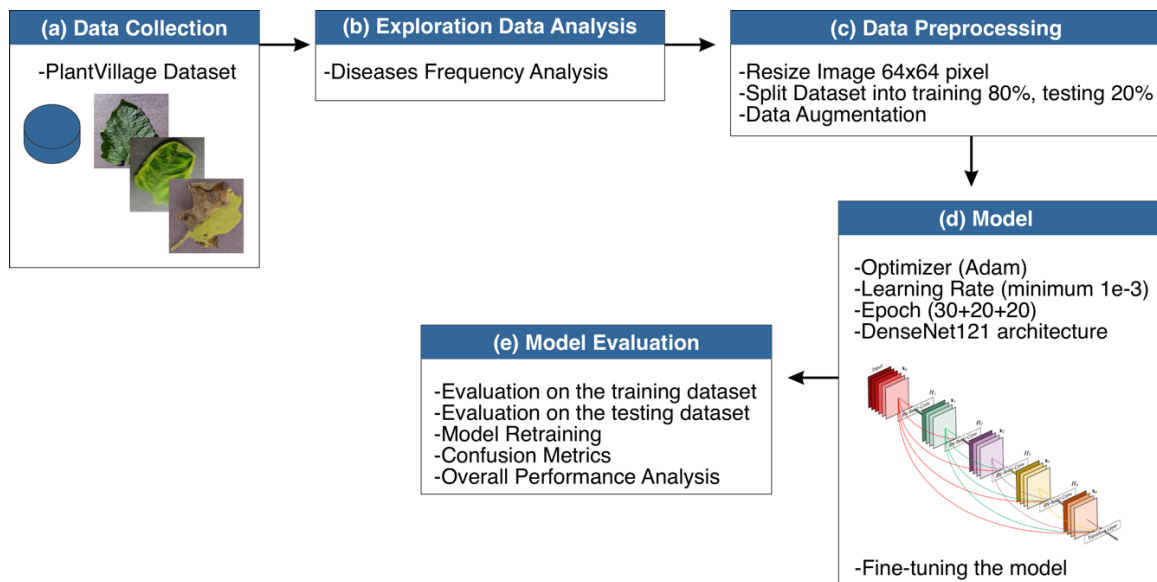 (a) Data Collection
-PlantVillage Dataset
(b) Exploration Data Analysis
-Diseases Frequency Analysis
(c) Data Preprocessing
-Resize Image 64x64 pixel
-Split Dataset into training 80%, testing 20%
-Data Augmentation
(d) Model
-Optimizer (Adam)
-Learning Rate (minimum 1e-3)
-Epoch (30+20+20)
-DenseNet121 architecture
Input
-Fine-tuning the model
(e) Model Evaluation
-Evaluation on the training dataset
-Evaluation on the testing dataset
-Model Retraining
-Confusion Metrics
-Overall Performance Analysis